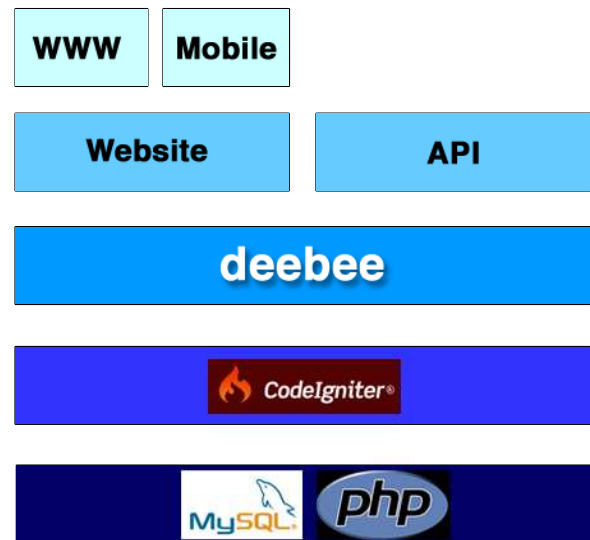 WWW Mobile
Website API
deebee
CodeIgniter®
MySQL. php